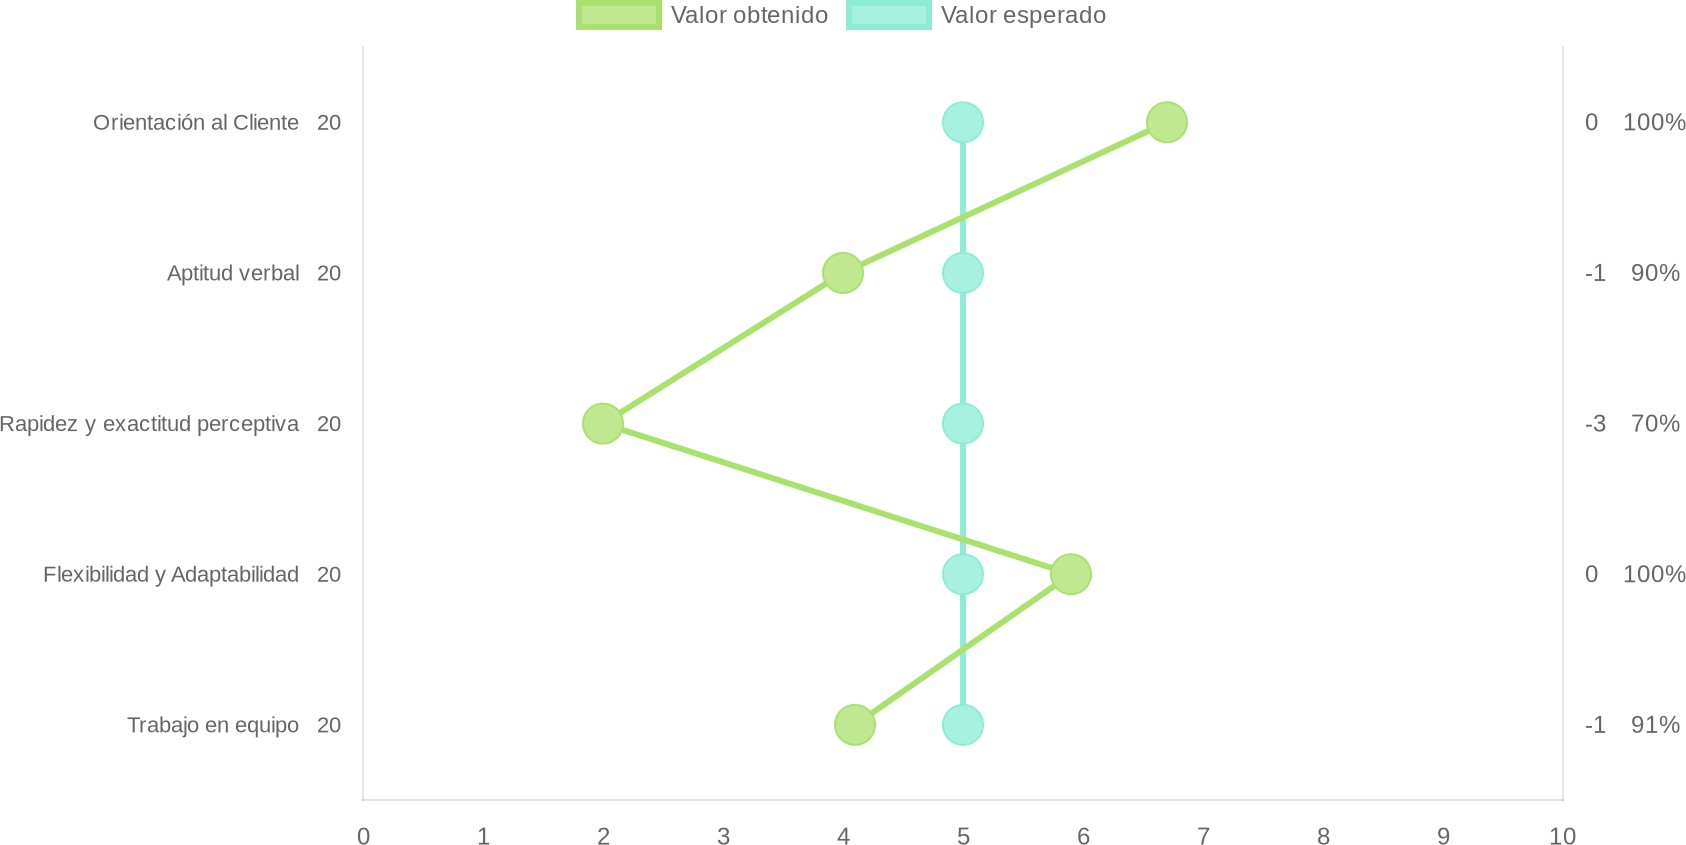 Valor obtenido Valor esperado
Orientación al Cliente 20 0 100%
Aptitud verbal 20 -1 90%
Rapidez y exactitud perceptiva 20 -3 70%
Flexibilidad y Adaptabilidad 20 0 100%
Trabajo en equipo 20 -1 91%
0 1 2 3 4 5 6 7 8 9 10